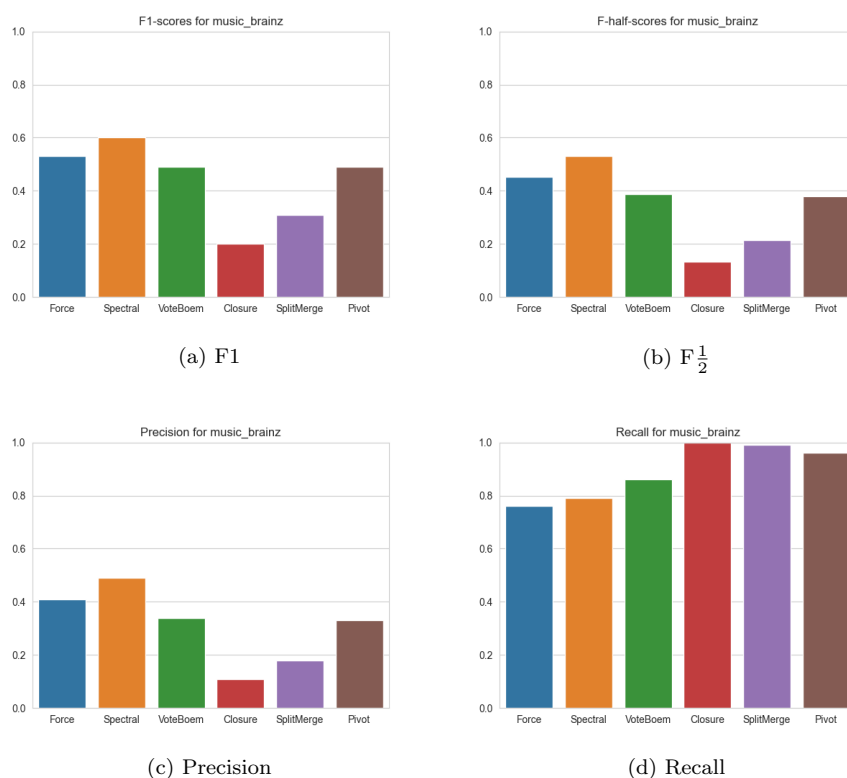 F1-scores for music_brainz
1.0
0.8
0.6
0.4
0.2
0.0
Force Spectral VoteBoem Closure SplitMerge Pivot
(a) F1
F-half-scores for music_brainz
1.0
0.8
0.6
0.4
0.2
0.0
Force Spectral VoteBoem Closure SplitMerge Pivot
(b) F1/2
Precision for music_brainz
1.0
0.8
0.6
0.4
0.2
0.0
Force Spectral VoteBoem Closure SplitMerge Pivot
(c) Precision
Recall for music_brainz
1.0
0.8
0.6
0.4
0.2
0.0
Force Spectral VoteBoem Closure SplitMerge Pivot
(d) Recall